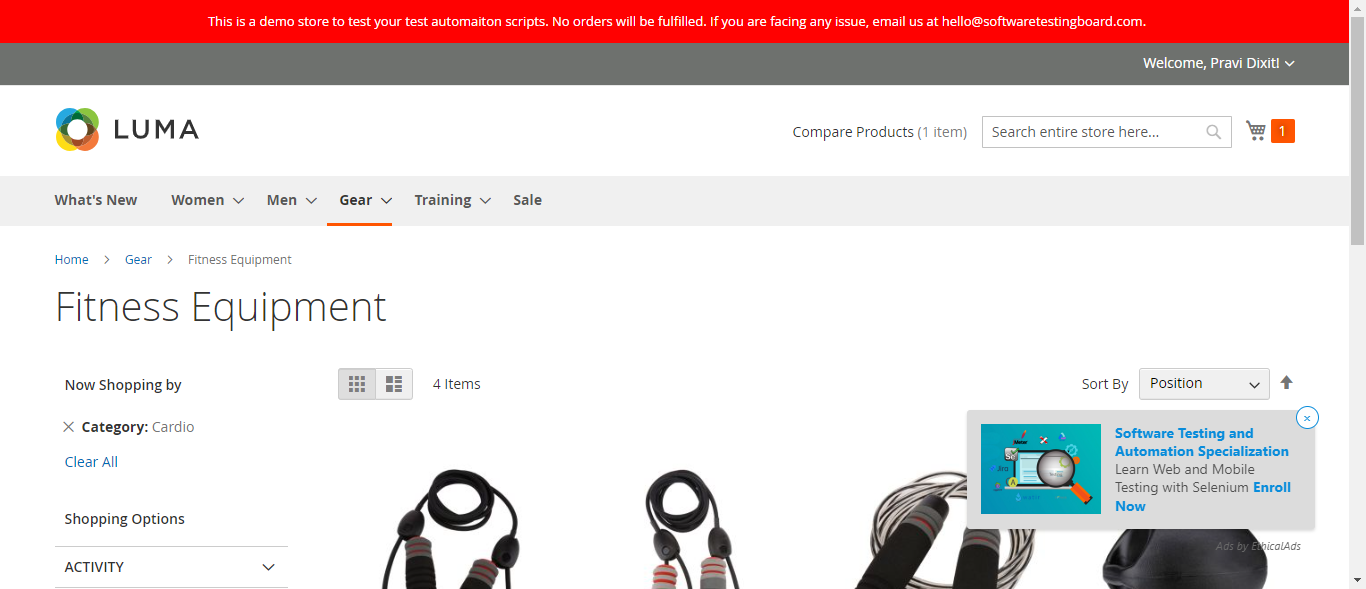 This is a demo store to test your test automaiton scripts. No orders will be fulfilled. If you are facing any issue, email us at hello@softwaretestingboard.com.
Welcome, Pravi Dixit!
LUMA
Compare Products (1 item)
Search entire store here...
1
What's New
Women
Men
Gear
Training
Sale
Home > Gear > Fitness Equipment
Fitness Equipment
Now Shopping by
Category: Cardio
Clear All
Shopping Options
ACTIVITY
4 Items
Sort By
Position
Software Testing and
Automation Specialization
Learn Web and Mobile
Testing with Selenium Enroll
Now
Ads by EthicalAds